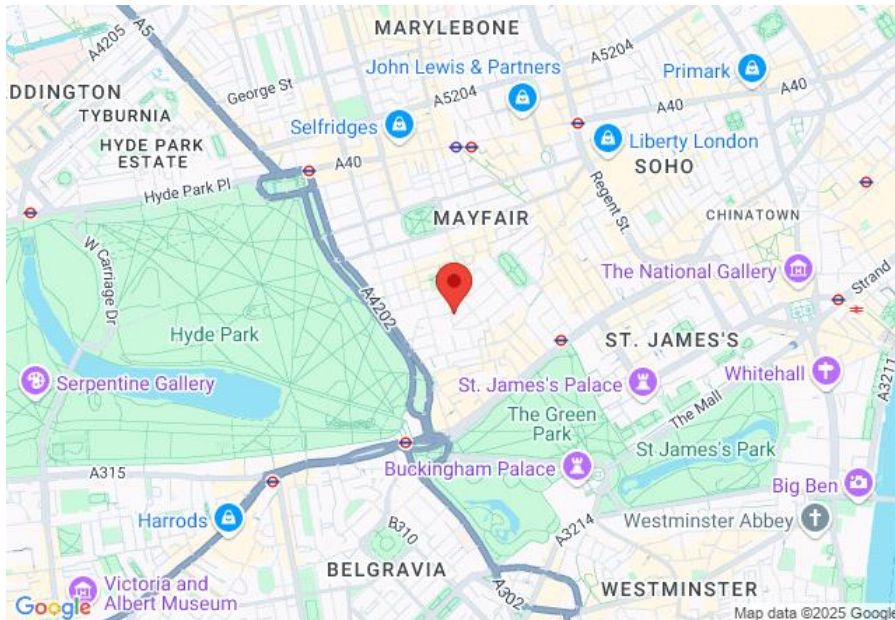 MARYLEBONE
A4205
A5
A5204
John Lewis & Partners
Primark
George St
ADDINGTON
TYBURNIA
A5204
A40
A40
Selfridges
Liberty London
HYDE PARK
ESTATE
SOHO
A40
Hyde Park Pl
Regent St.
MAYFAIR
CHINATOWN
W Carriage Dr
The National Gallery
Strand
A4202
Hyde Park
ST. JAMES'S
Serpentine Gallery
St. James's Palace
Whitehall
A3211
The Mall
The Green
Park
St James's Park
A315
Buckingham Palace
Big Ben
Harrods
A3214
Westminster Abbey
B310
BELGRAVIA
A302
WESTMINSTER
Victoria and
Albert Museum
Google
Map data ©2025 Google